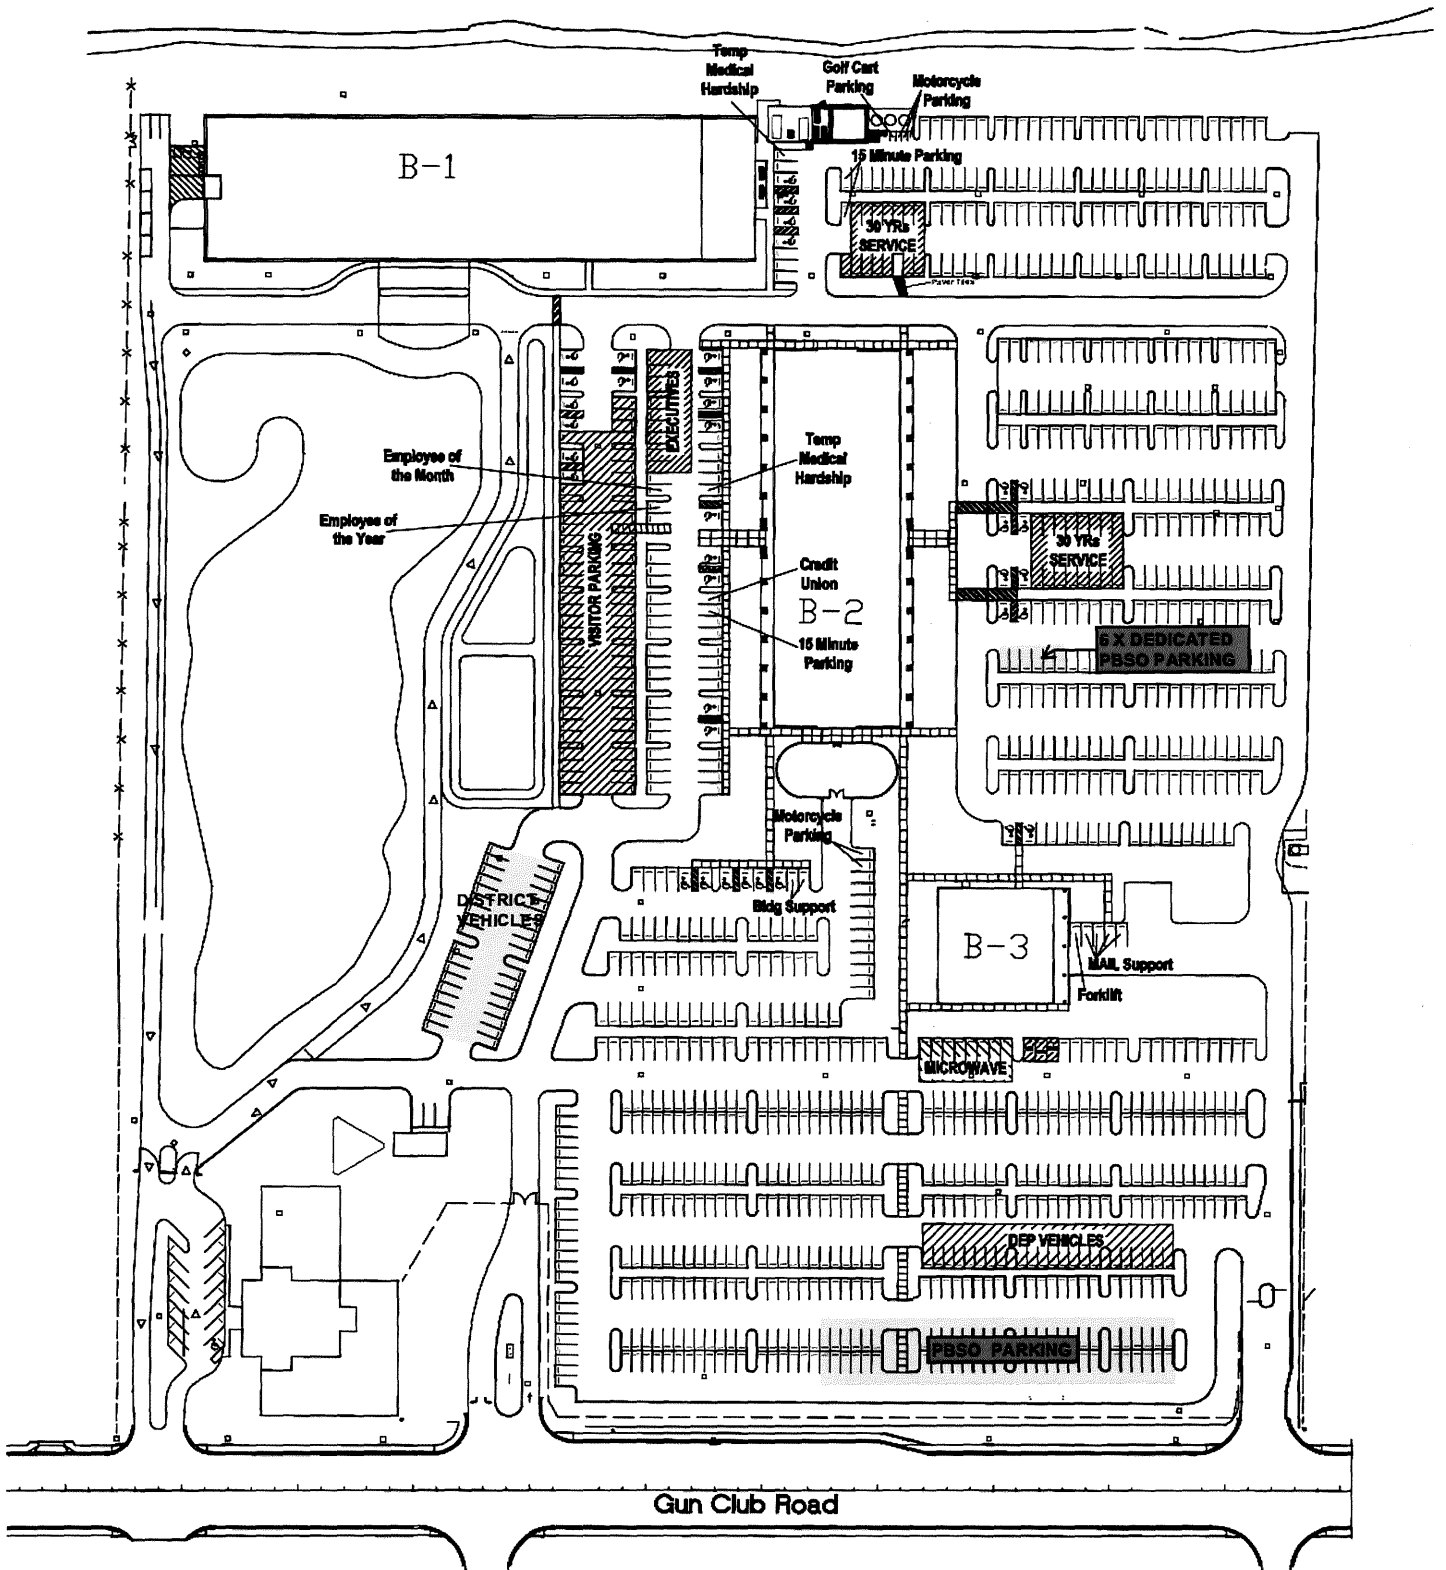 Temp
Medical
Hardship
Golf Cart
Parking
Motorcycle
Parking
B-1
15 Minute Parking
30 YRs
SERVICE
Paver Tiles
EXECUTIVES
Employee of
the Month
Temp
Medical
Hardship
Employee of
the Year
VISITOR PARKING
30 YRs
SERVICE
Credit
Union
B-2
15 Minute
Parking
6 X DEDICATED
PBSO PARKING
Motorcycle
Parking
DISTRICT
VEHICLES
Bldg Support
B-3
MAIL Support
Forklift
MICROWAVE
DEP VEHICLES
PBSO PARKING
Gun Club Road